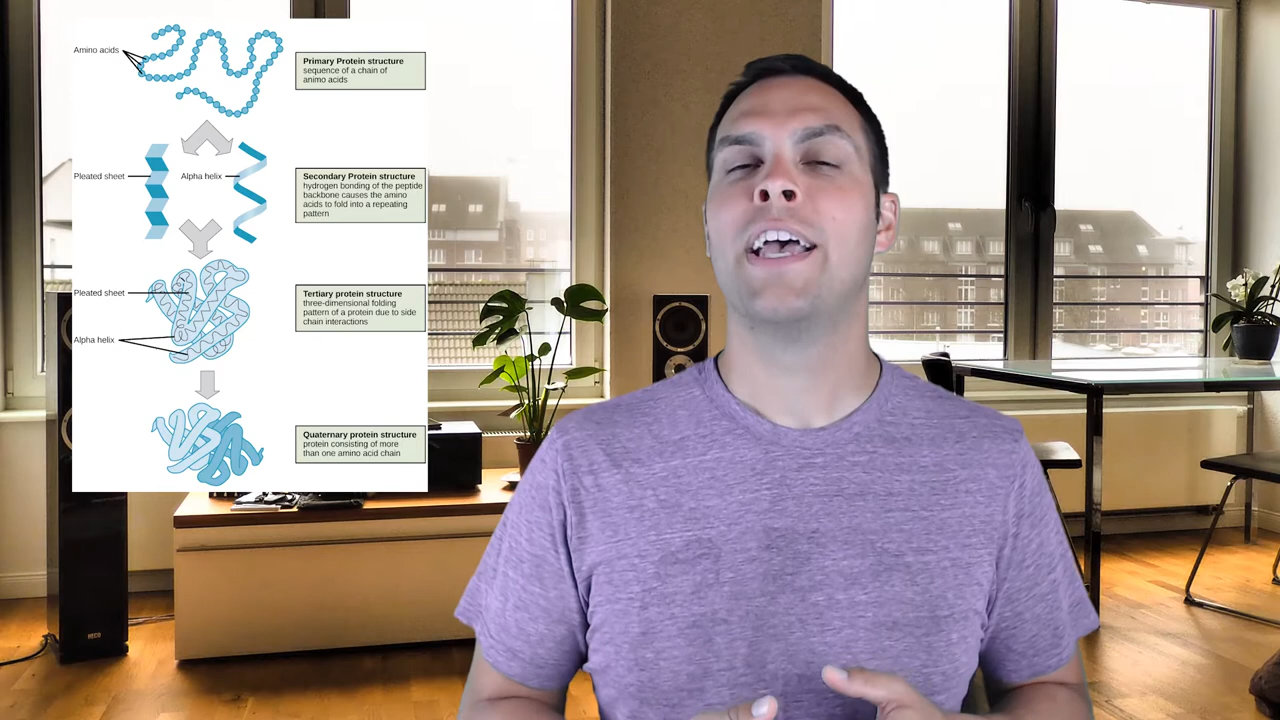 Amino acids
Primary Protein structure
sequence of a chain of
animo acids
Pleated sheet
Alpha helix
Secondary Protein structure
hydrogen bonding of the peptide
backbone causes the amino
acids to fold into a repeating
pattern
Pleated sheet
Alpha helix
Tertiary protein structure
three-dimensional folding
pattern of a protein due to side
chain interactions
Quaternary protein structure
protein consisting of more
than one amino acid chain
HECO